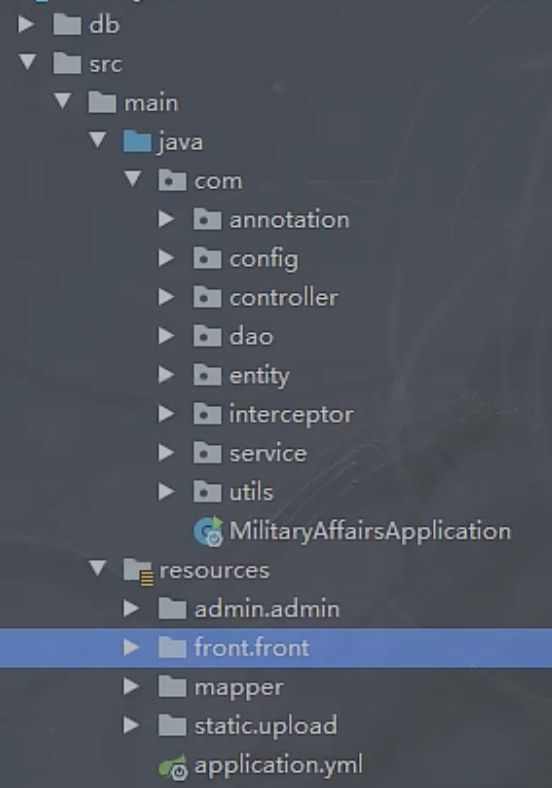 db
src
main
java
com
annotation
config
controller
dao
entity
interceptor
service
utils
MilitaryAffairsApplication
resources
admin.admin
front.front
mapper
static.upload
application.yml